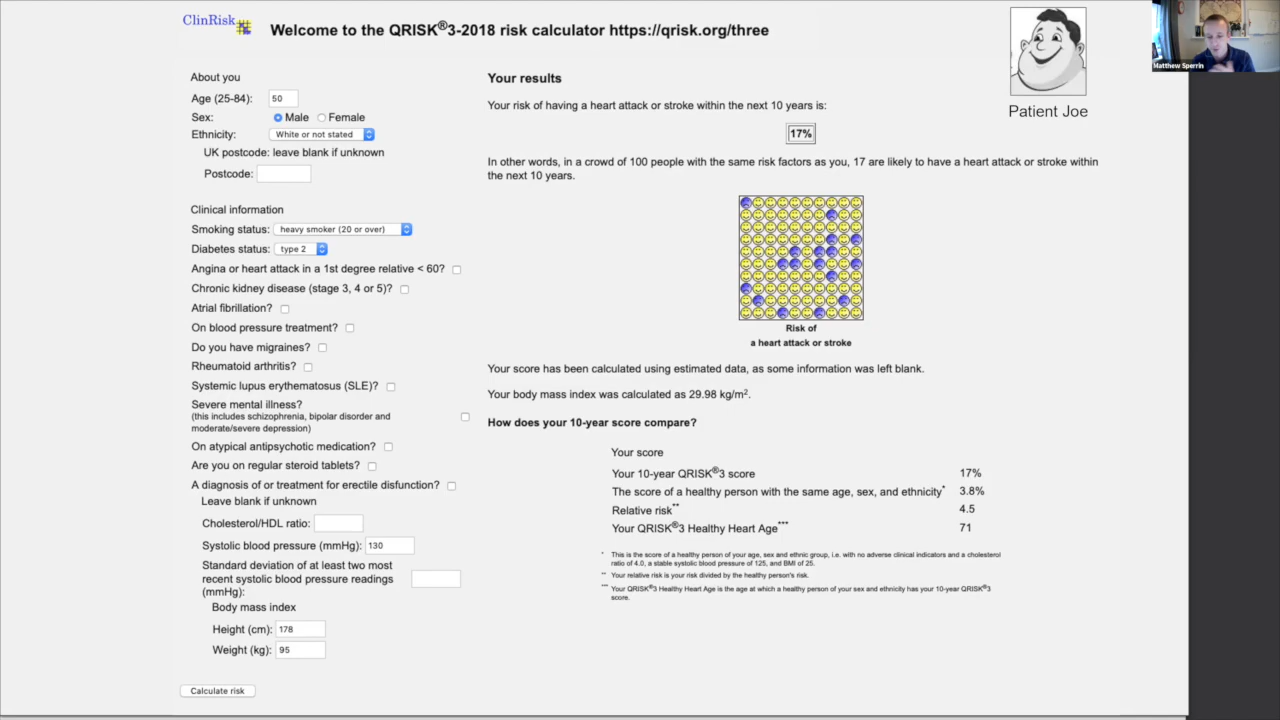 ClinRisk
Welcome to the QRISK®3-2018 risk calculator https://qrisk.org/three
Matthew Sperrin
Patient Joe
About you
Age (25-84): 50
Sex: Male Female
Ethnicity: White or not stated
UK postcode: leave blank if unknown
Postcode:
Clinical information
Smoking status: heavy smoker (20 or over)
Diabetes status: type 2
Angina or heart attack in a 1st degree relative < 60?
Chronic kidney disease (stage 3, 4 or 5)?
Atrial fibrillation?
On blood pressure treatment?
Do you have migraines?
Rheumatoid arthritis?
Systemic lupus erythematosus (SLE)?
Severe mental illness?
(this includes schizophrenia, bipolar disorder and
moderate/severe depression)
On atypical antipsychotic medication?
Are you on regular steroid tablets?
A diagnosis of or treatment for erectile disfunction?
Leave blank if unknown
Cholesterol/HDL ratio:
Systolic blood pressure (mmHg): 130
Standard deviation of at least two most
recent systolic blood pressure readings
(mmHg):
Body mass index
Height (cm): 178
Weight (kg): 95
Calculate risk
Your results
Your risk of having a heart attack or stroke within the next 10 years is:
17%
In other words, in a crowd of 100 people with the same risk factors as you, 17 are likely to have a heart attack or stroke within
the next 10 years.
Risk of
a heart attack or stroke
Your score has been calculated using estimated data, as some information was left blank.
Your body mass index was calculated as 29.98 kg/m².
How does your 10-year score compare?
Your score
Your 10-year QRISK®3 score 17%
The score of a healthy person with the same age, sex, and ethnicity* 3.8%
Relative risk** 4.5
Your QRISK®3 Healthy Heart Age*** 71
* This is the score of a healthy person of your age, sex and ethnic group, i.e. with no adverse clinical indicators and a cholesterol
ratio of 4.0, a stable systolic blood pressure of 125, and BMI of 25.
** Your relative risk is your risk divided by the healthy person's risk.
*** Your QRISK®3 Healthy Heart Age is the age at which a healthy person of your sex and ethnicity has your 10-year QRISK®3
score.